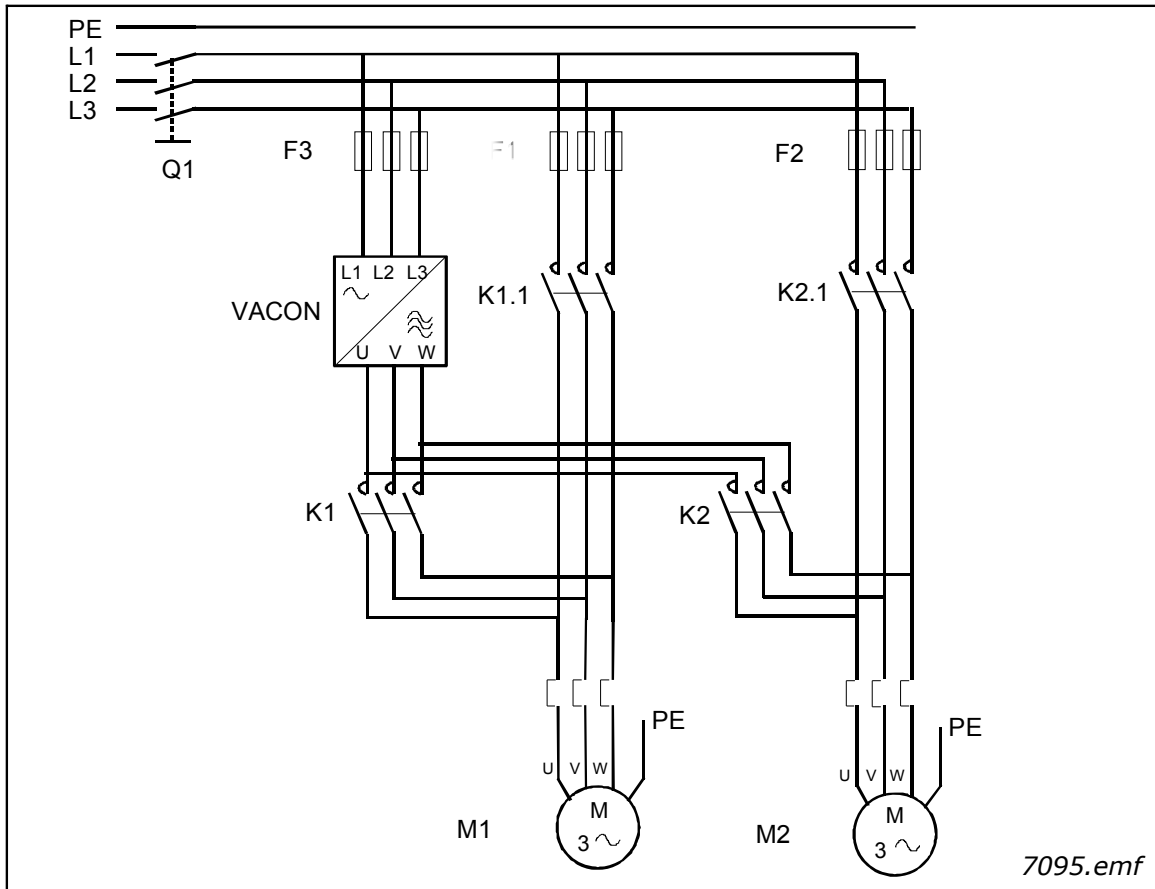 PE
L1
L2
L3
Q1
F3
F1
F2
L1 L2 L3
VACON
U V W
K1.1
K2.1
K1
K2
PE
PE
U V W
U V W
M
3
M1
M
3
M2
7095.emf